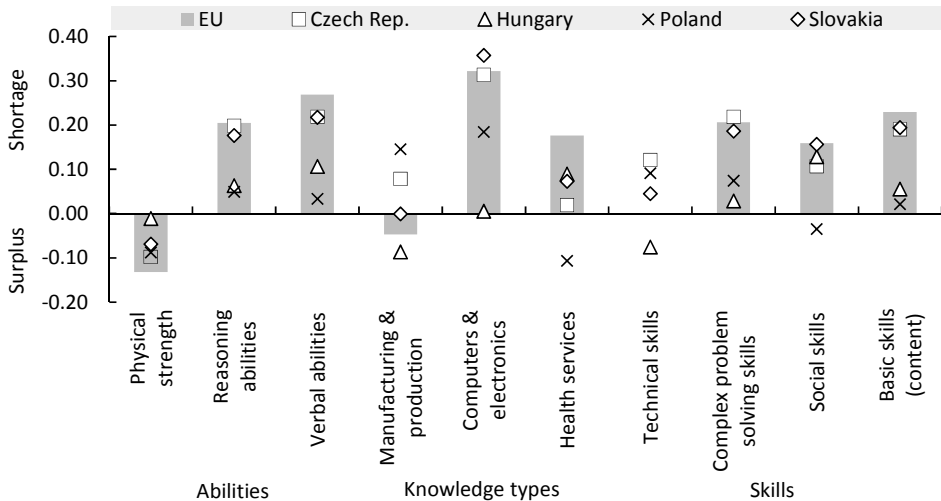 EU Czech Rep. Hungary Poland Slovakia
0.40
0.30
0.20
0.10
0.00
-0.10
-0.20
Shortage
Surplus
Physical
strength
Reasoning
abilities
Verbal abilities
Manufacturing &
production
Computers &
electronics
Health services
Technical skills
Complex problem
solving skills
Social skills
Basic skills
(content)
Abilities Knowledge types Skills